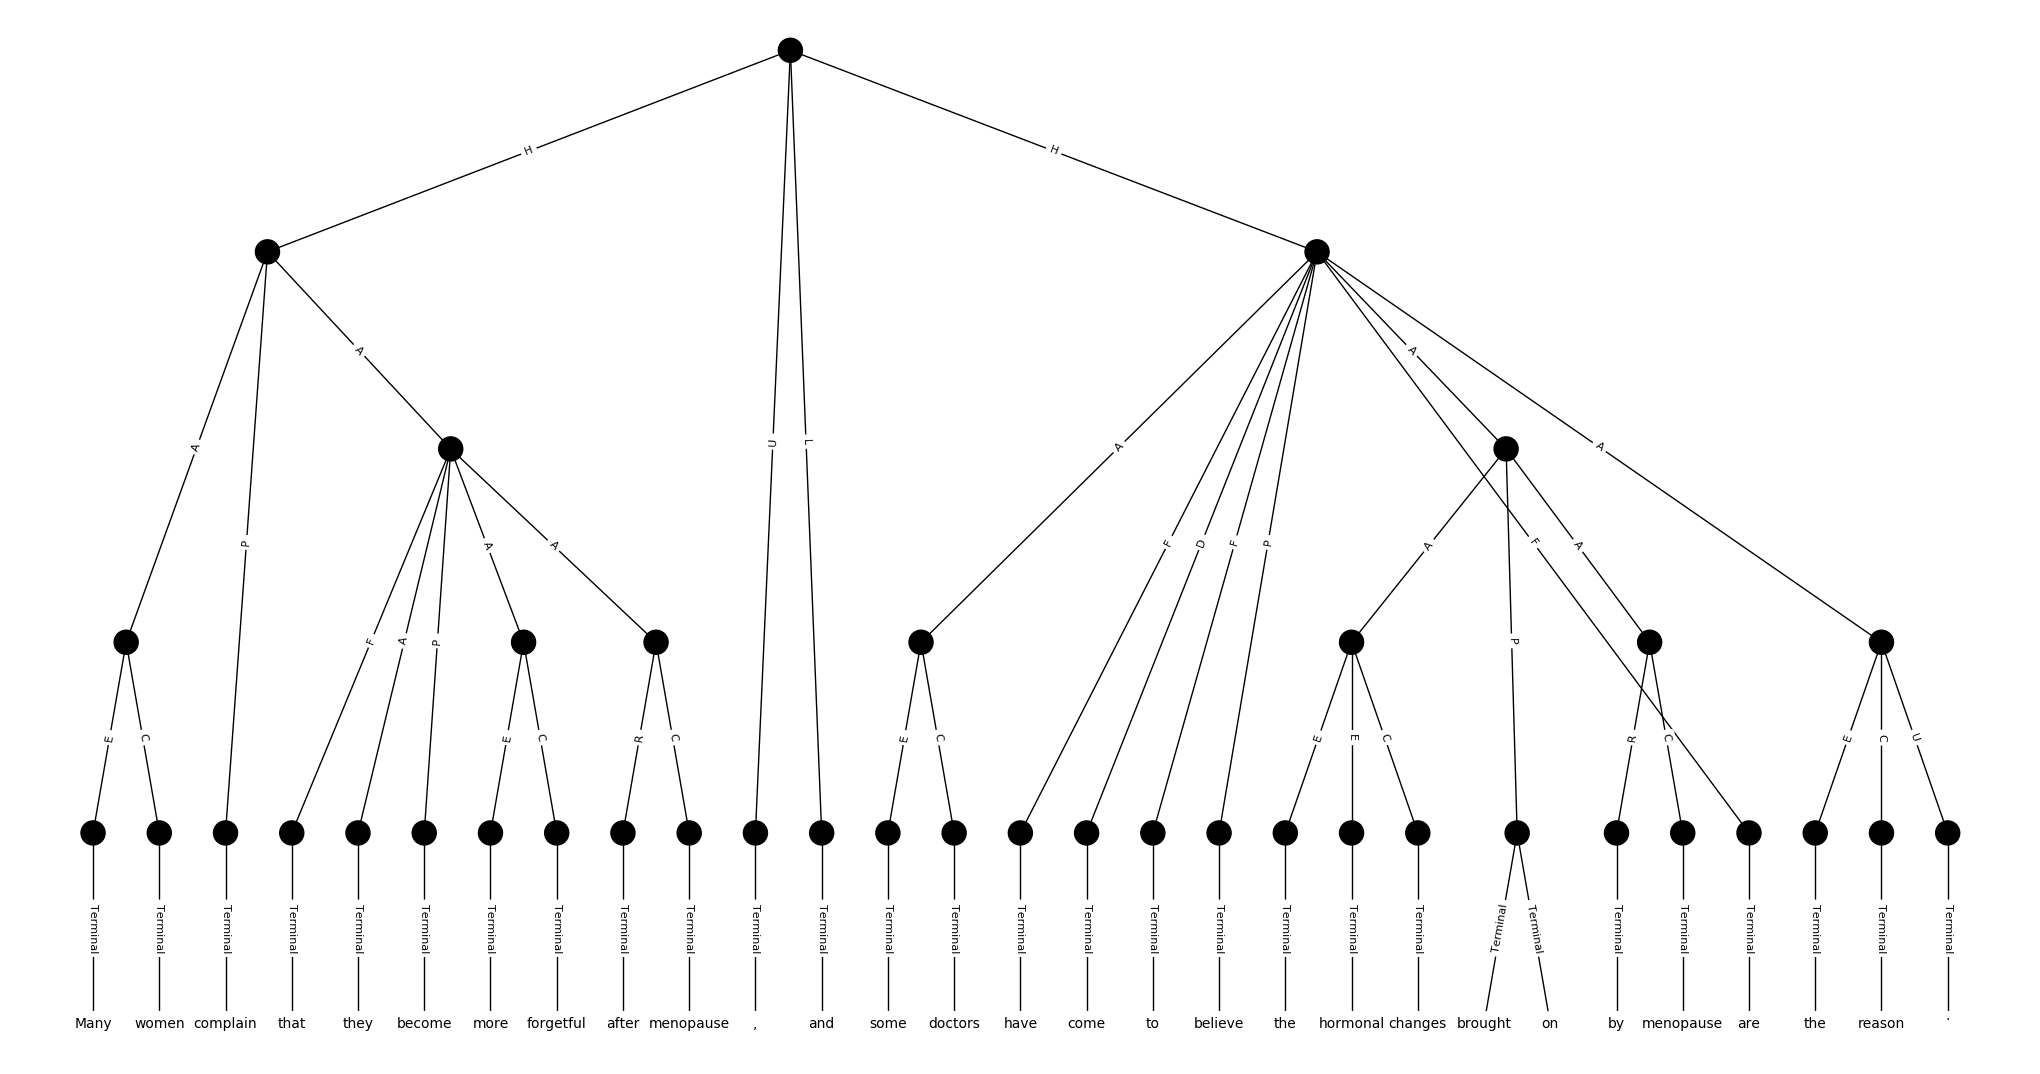 H H
A A A
A A
P U L F D F P F A A
F A P A A P
E C E C R C E C E E C R C E C U
Terminal Terminal Terminal Terminal Terminal Terminal Terminal Terminal Terminal Terminal Terminal Terminal Terminal Terminal Terminal Terminal Terminal Terminal Terminal Terminal Terminal Terminal Terminal Terminal Terminal Terminal Terminal Terminal Terminal
Many women complain that they become more forgetful after menopause , and some doctors have come to believe the hormonal changes brought on by menopause are the reason .